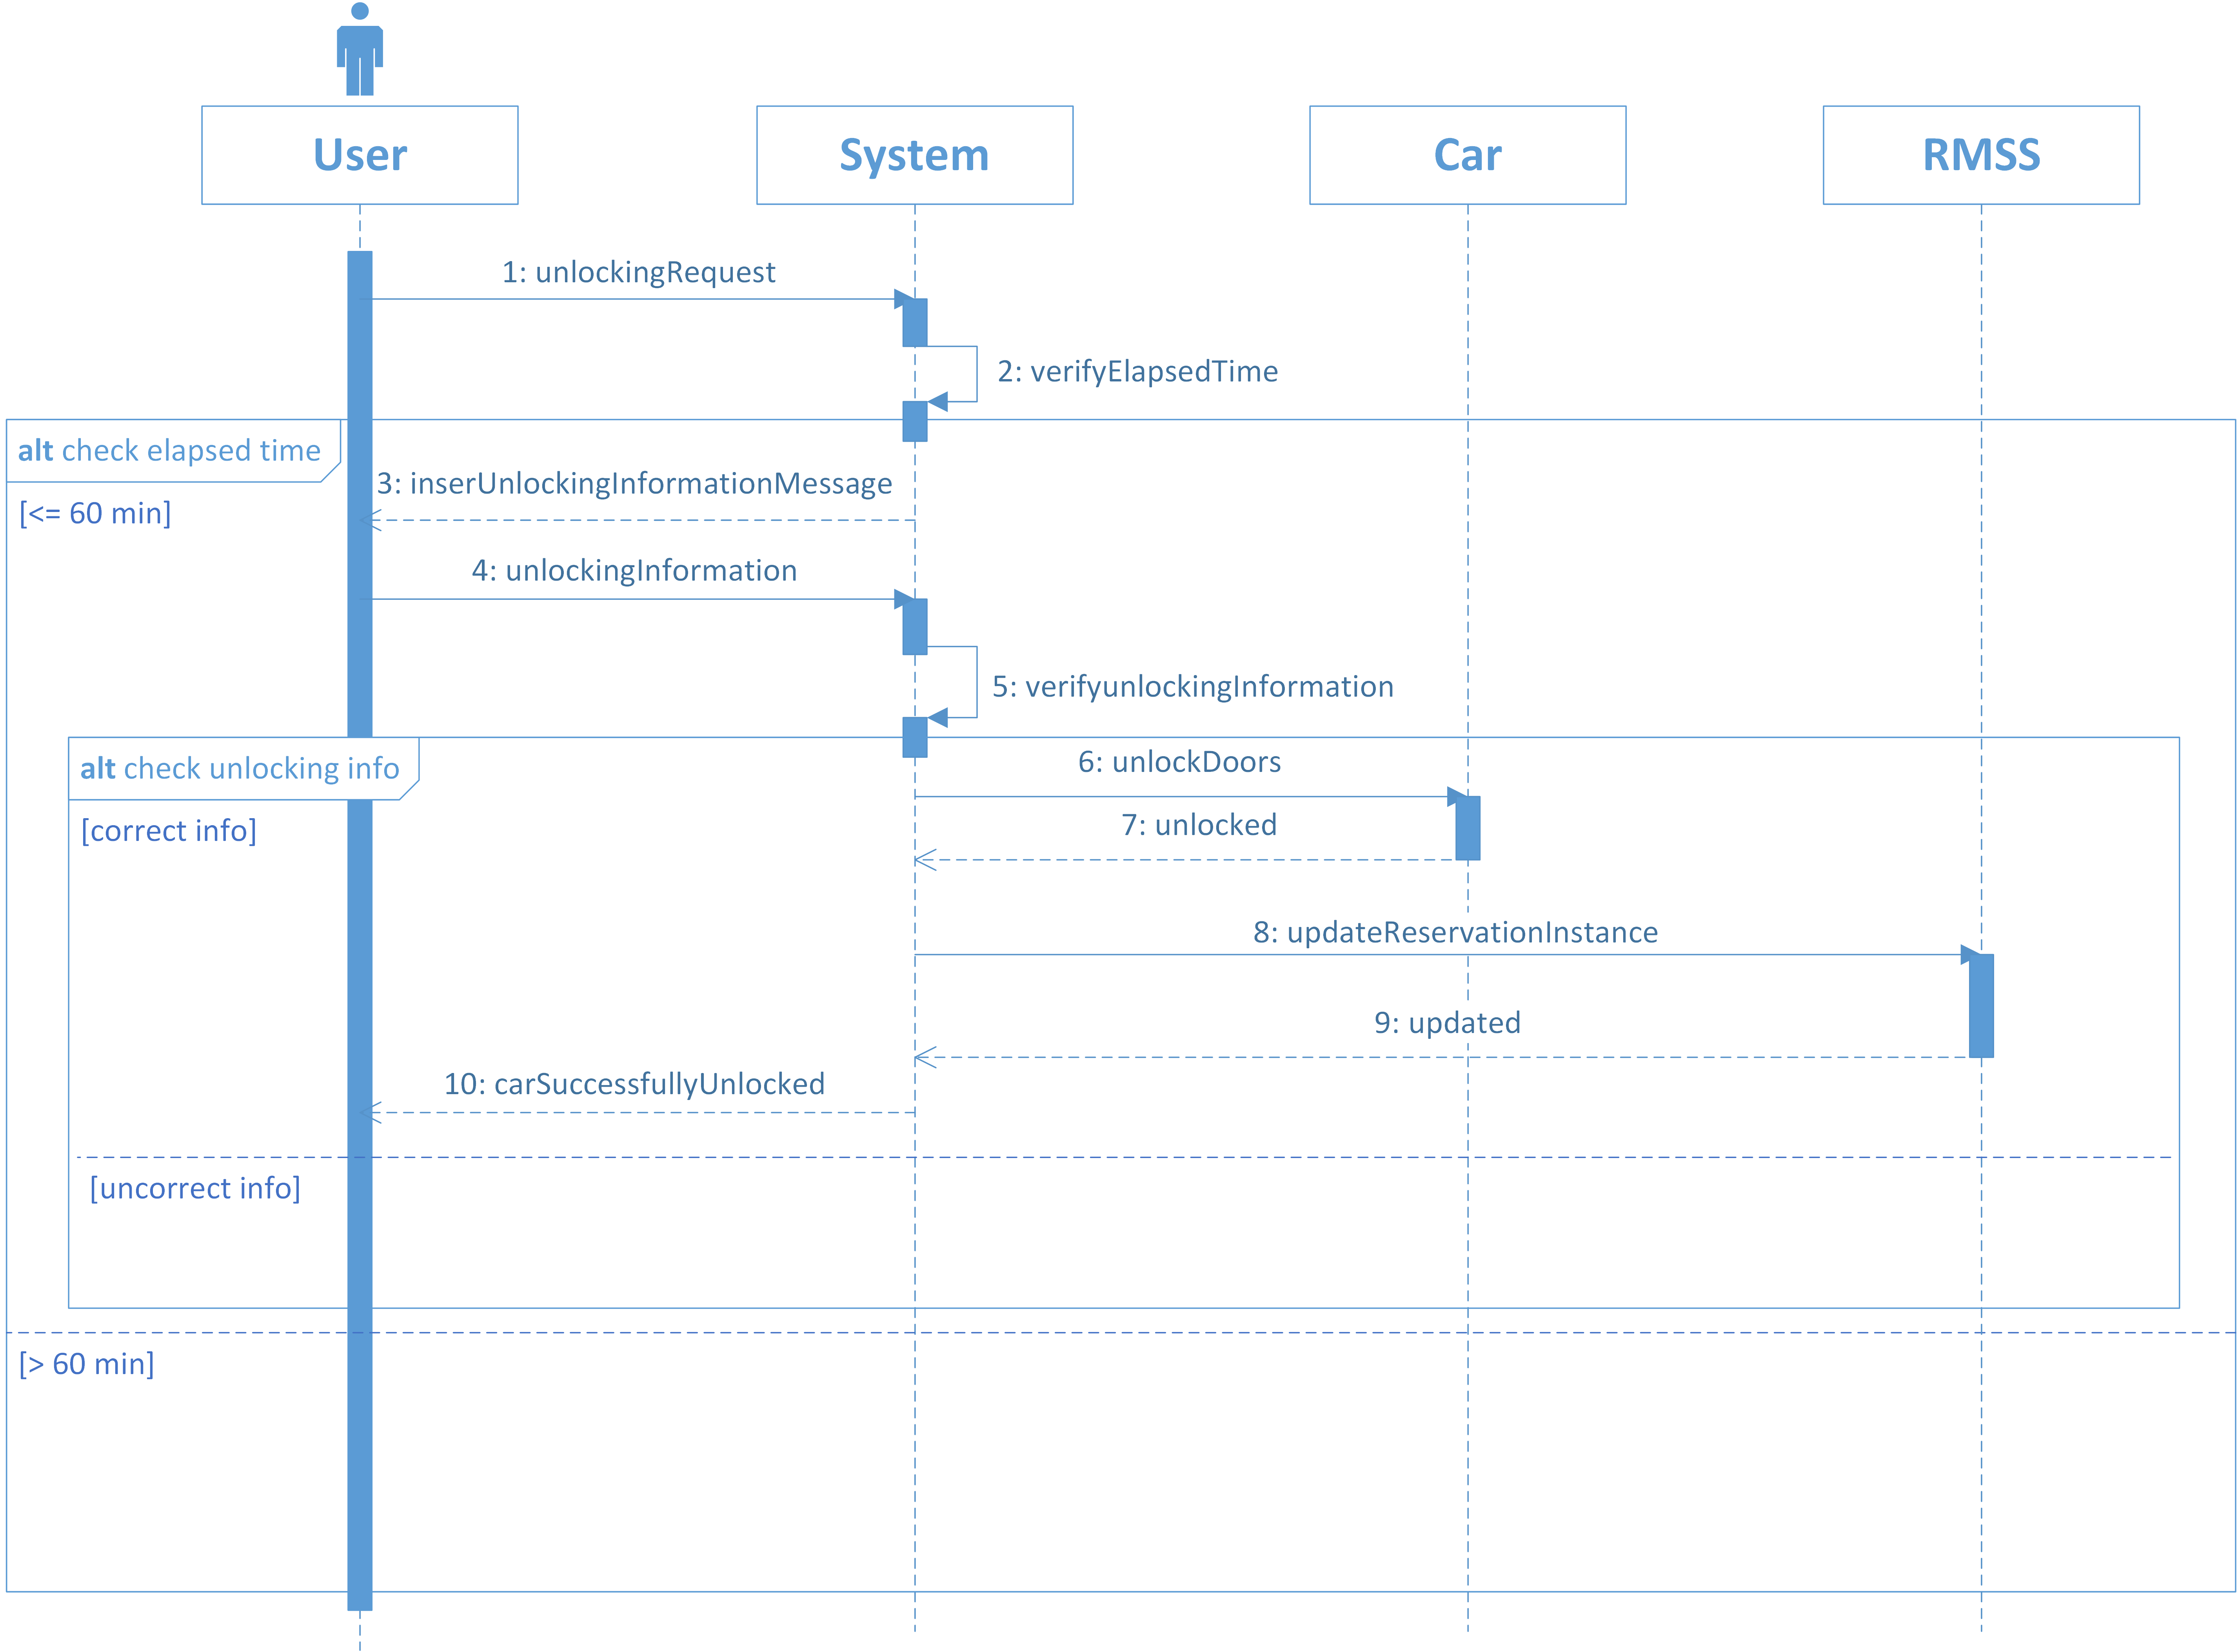 User
System
Car
RMSS
1: unlockingRequest
2: verifyElapsedTime
alt check elapsed time
3: inserUnlockingInformationMessage
[<= 60 min]
4: unlockingInformation
5: verifyunlockingInformation
alt check unlocking info
6: unlockDoors
7: unlocked
[correct info]
8: updateReservationInstance
9: updated
10: carSuccessfullyUnlocked
[uncorrect info]
[> 60 min]